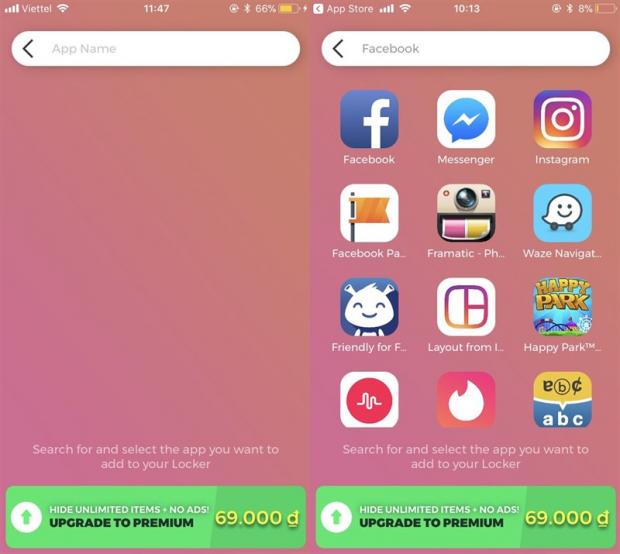 Viettel 11:47 66%
App Name
Search for and select the app you want to
add to your Locker
HIDE UNLIMITED ITEMS + NO ADS!
UPGRADE TO PREMIUM
69.000 ₫
App Store 10:13 8%
Facebook
Facebook Messenger Instagram
Facebook Pa... Framatic - Ph... Waze Navigat...
HAPPY
PARK
Friendly for F... Layout from I... Happy Park™...
abc
Search for and select the app you want to
add to your Locker
HIDE UNLIMITED ITEMS + NO ADS!
UPGRADE TO PREMIUM
69.000 ₫